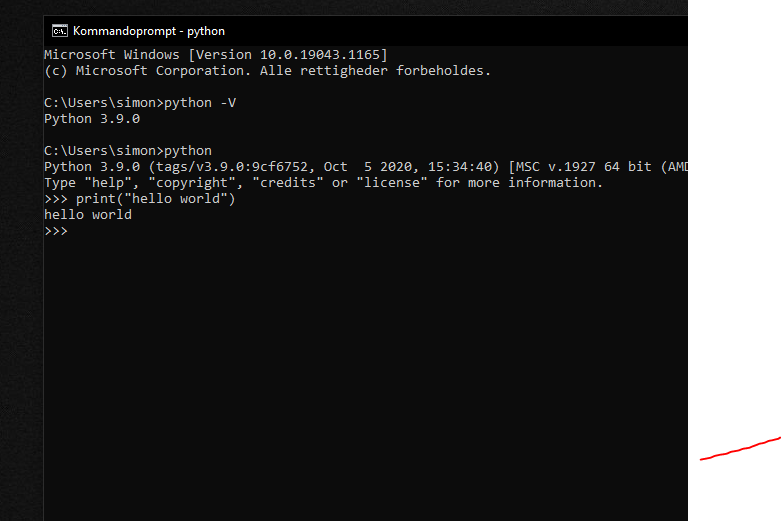 Kommandoprompt - python
Microsoft Windows [Version 10.0.19043.1165]
(c) Microsoft Corporation. Alle rettigheder forbeholdes.
C:\Users\simon>python -V
Python 3.9.0
C:\Users\simon>python
Python 3.9.0 (tags/v3.9.0:9cf6752, Oct  5 2020, 15:34:40) [MSC v.1927 64 bit (AMD
Type "help", "copyright", "credits" or "license" for more information.
>>> print("hello world")
hello world
>>>